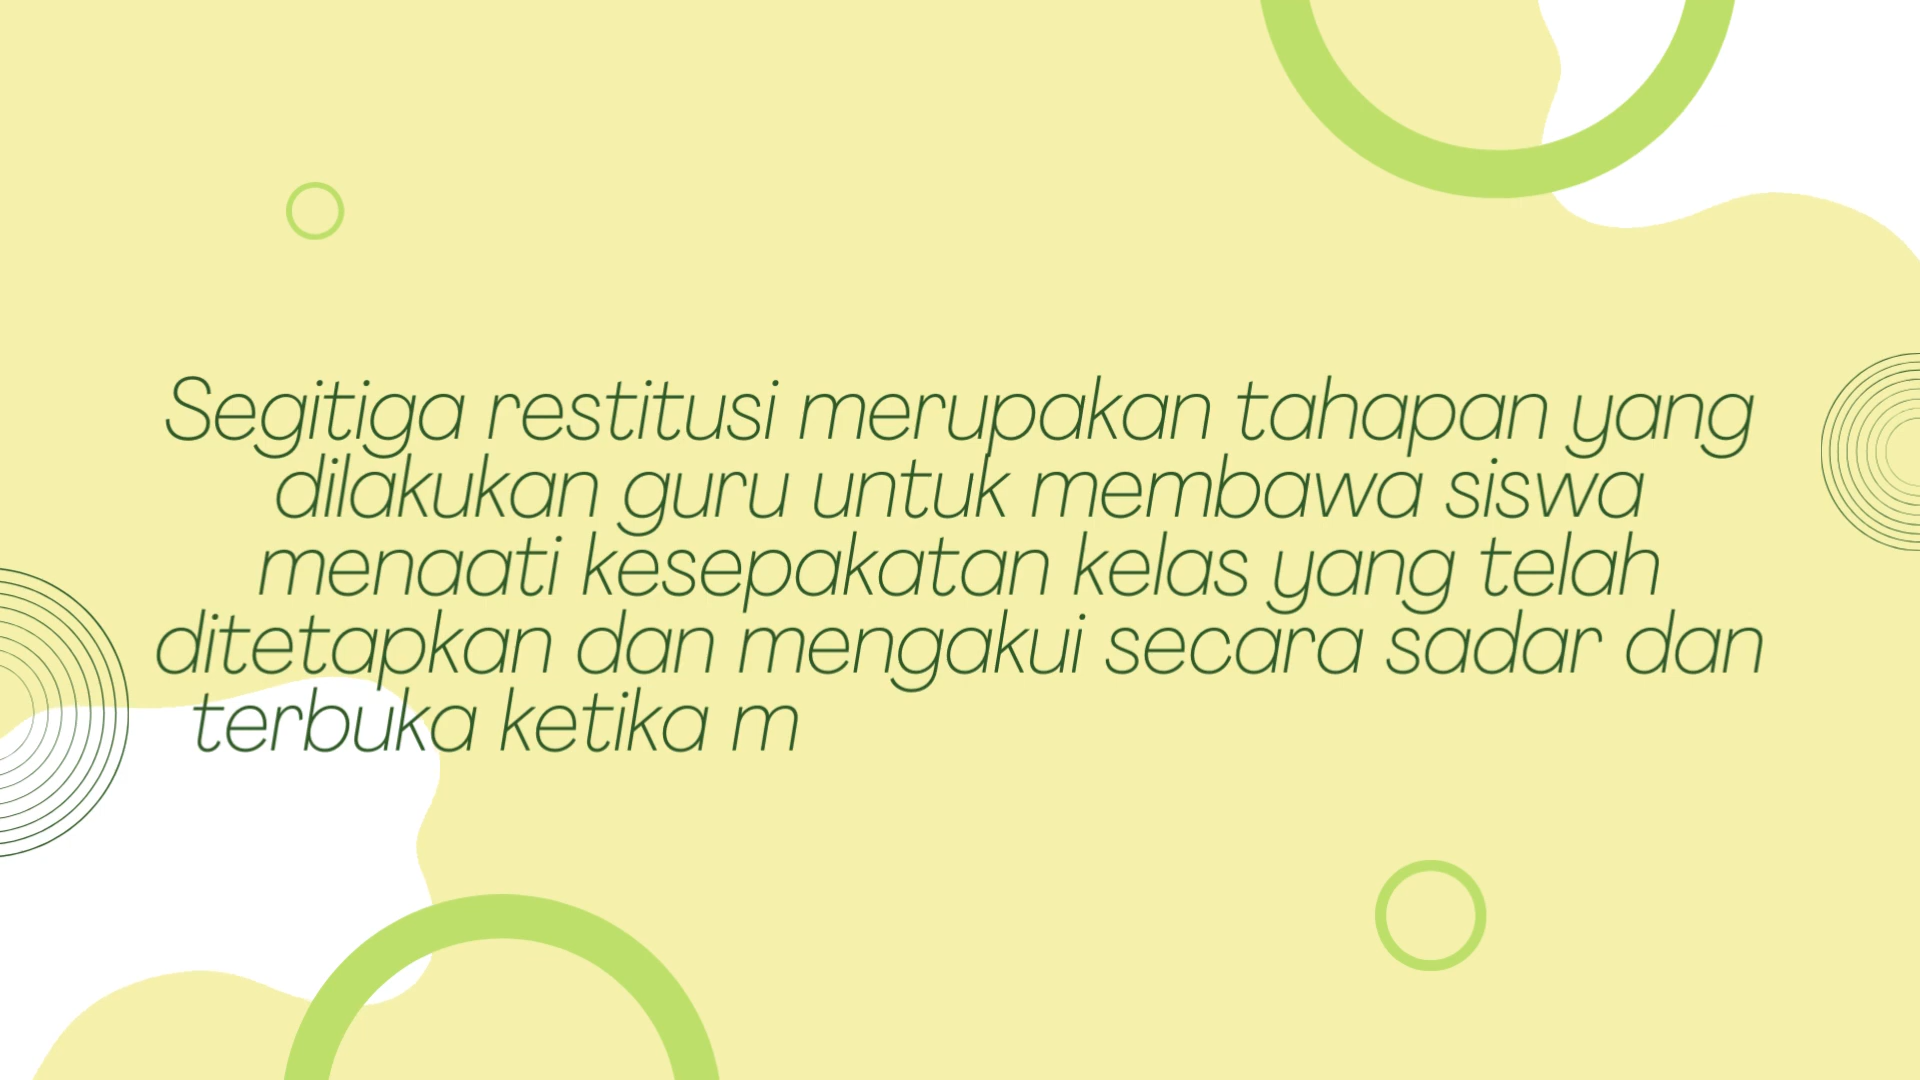 Segitiga restitusi merupakan tahapan yang
dilakukan guru untuk membawa siswa
menaati kesepakatan kelas yang telah
ditetapkan dan mengakui secara sadar dan
terbuka ketika m